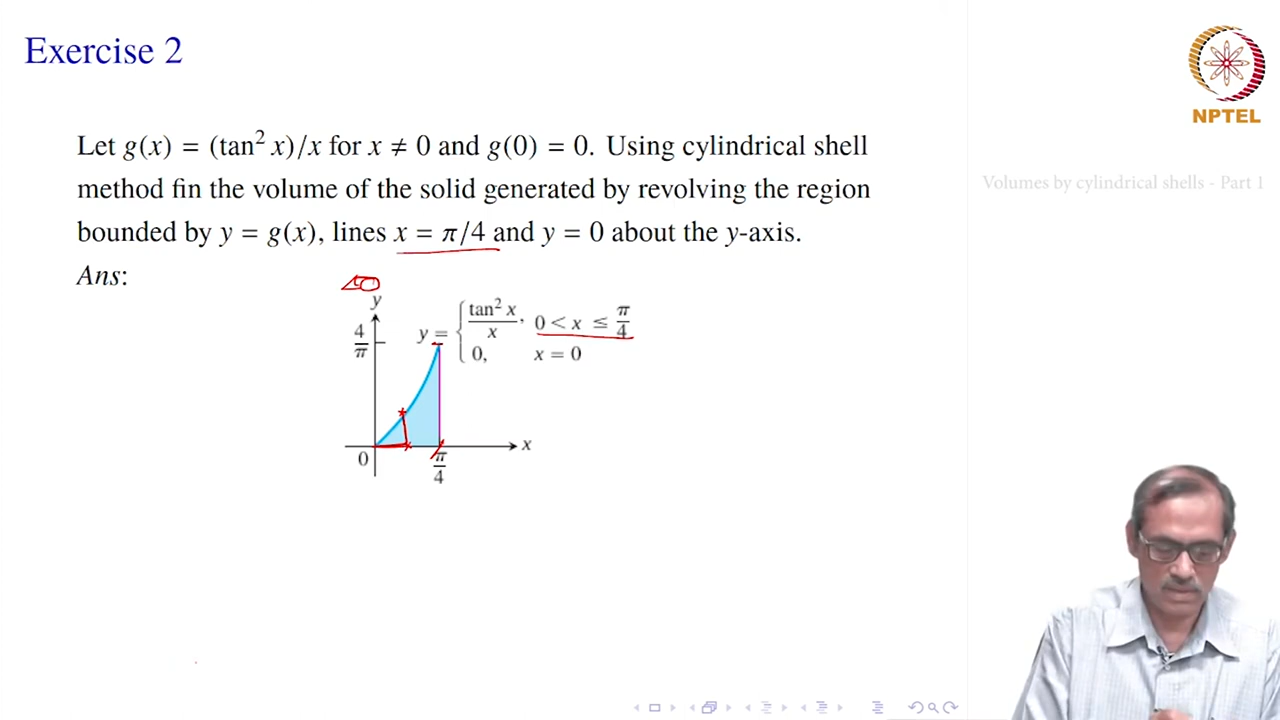 Exercise 2
NPTEL
Let g(x) = (tan² x)/x for x ≠ 0 and g(0) = 0. Using cylindrical shell
Volumes by cylindrical shells - Part 1
method fin the volume of the solid generated by revolving the region
bounded by y = g(x), lines x = π/4 and y = 0 about the y-axis.
Ans:
y
4/π
y = { tan² x / x, 0 < x ≤ π/4
0, x = 0
x
0
π/4